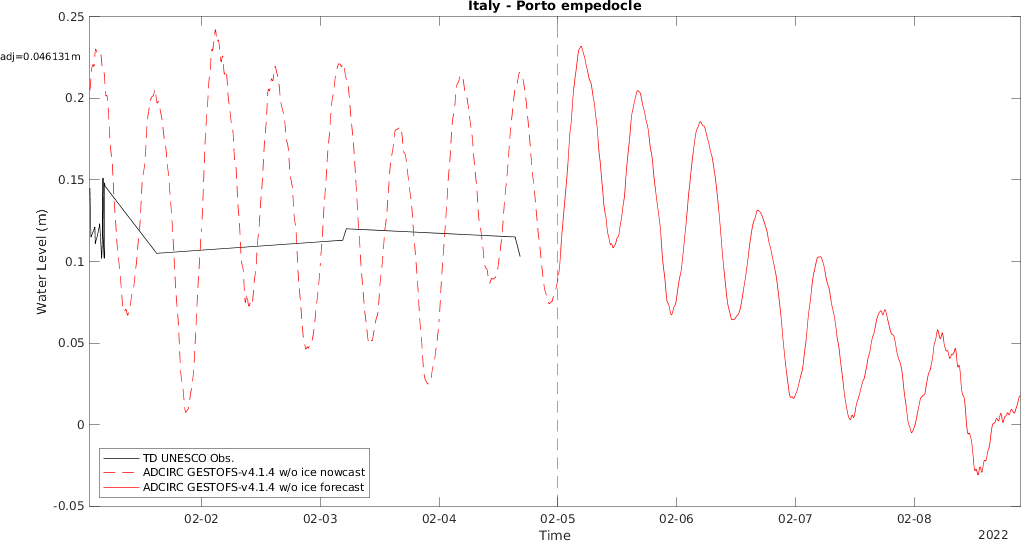 Italy - Porto empedocle
adj=0.046131m
0.25
0.2
0.15
0.1
0.05
0
-0.05
Water Level (m)
TD UNESCO Obs.
ADCIRC GESTOFS-v4.1.4 w/o ice nowcast
ADCIRC GESTOFS-v4.1.4 w/o ice forecast
02-02 02-03 02-04 02-05 02-06 02-07 02-08
Time
2022